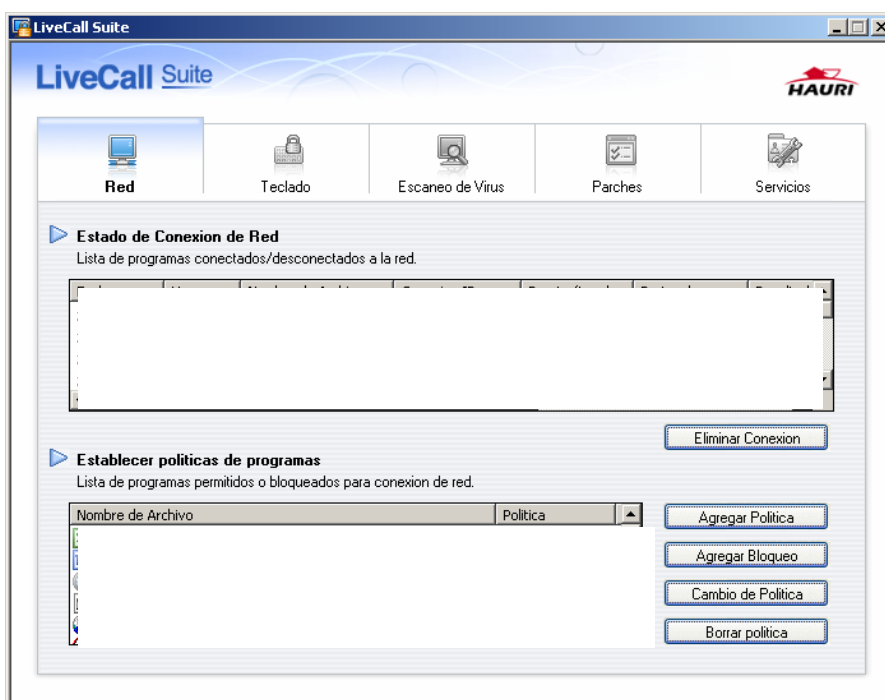 LiveCall Suite
LiveCall Suite
HAURI
Red
Teclado
Escaneo de Virus
Parches
Servicios
Estado de Conexion de Red
Lista de programas conectados/desconectados a la red.
Eliminar Conexion
Establecer politicas de programas
Lista de programas permitidos o bloqueados para conexion de red.
Nombre de Archivo
Politica
Agregar Politica
Agregar Bloqueo
Cambio de Politica
Borrar politica